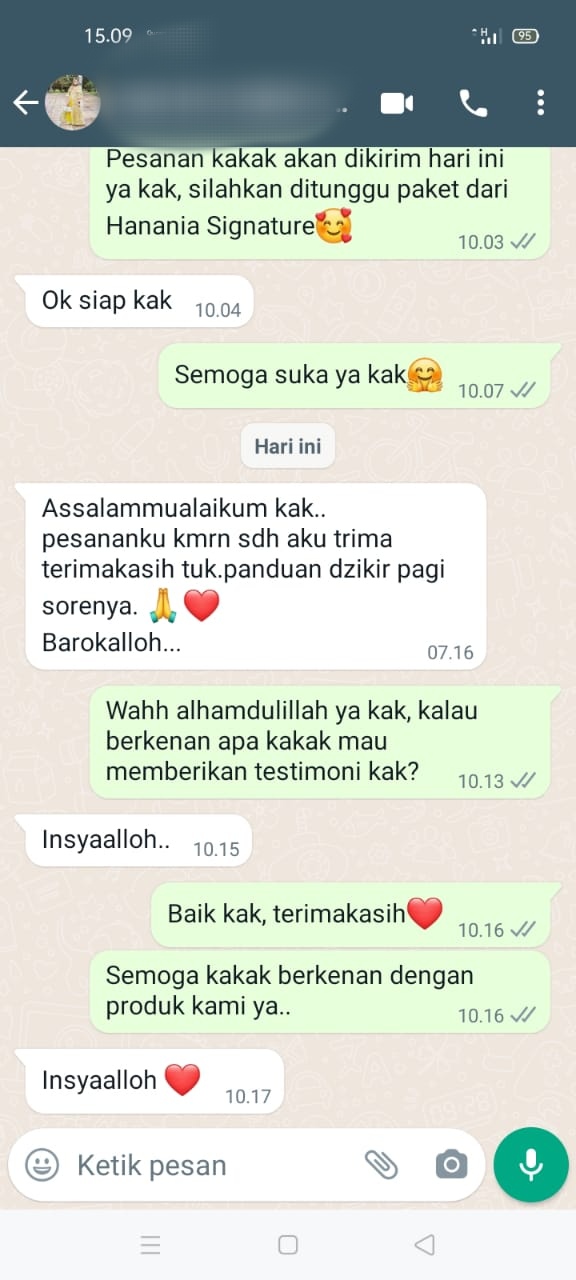 15.09
95
Pesanan kakak akan dikirim hari ini
ya kak, silahkan ditunggu paket dari
Hanania Signature🥰
10.03
Ok siap kak
10.04
Semoga suka ya kak🤗
10.07
Hari ini
Assalammualaikum kak..
pesananku kmrn sdh aku trima
terimakasih tuk.panduan dzikir pagi
sorenya. 🙏❤️
Barokalloh...
07.16
Wahh alhamdulillah ya kak, kalau
berkenan apa kakak mau
memberikan testimoni kak?
10.13
Insyaalloh..
10.15
Baik kak, terimakasih❤️
10.16
Semoga kakak berkenan dengan
produk kami ya..
10.16
Insyaalloh ❤️
10.17
Ketik pesan